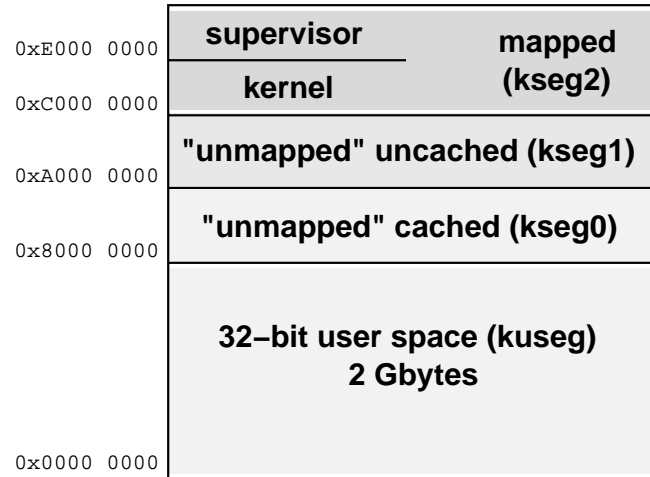 supervisor
mapped
0xE000 0000
kernel
(kseg2)
0xC000 0000
"unmapped" uncached (kseg1)
0xA000 0000
"unmapped" cached (kseg0)
0x8000 0000
32−bit user space (kuseg)
2 Gbytes
0x0000 0000